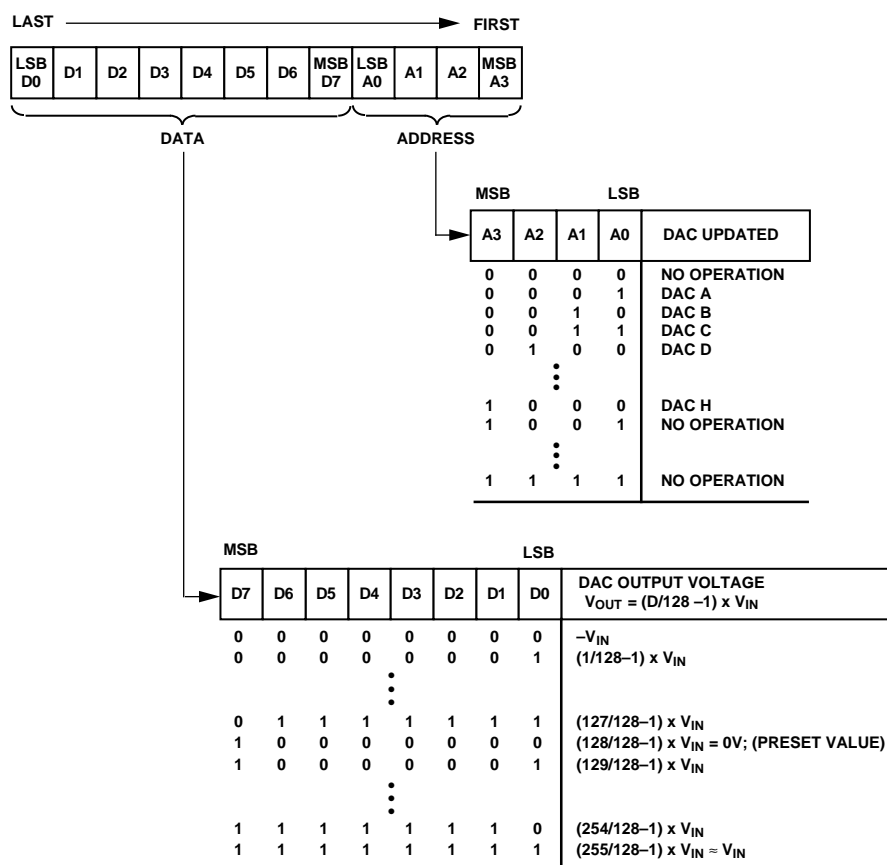 LAST FIRST
LSB D0 D1 D2 D3 D4 D5 D6 MSB D7 LSB A0 A1 A2 MSB A3
DATA ADDRESS
MSB LSB
A3 A2 A1 A0 DAC UPDATED
0 0 0 0 NO OPERATION
0 0 0 1 DAC A
0 0 1 0 DAC B
0 0 1 1 DAC C
0 1 0 0 DAC D
1 0 0 0 DAC H
1 0 0 1 NO OPERATION
1 1 1 1 NO OPERATION
MSB LSB
D7 D6 D5 D4 D3 D2 D1 D0 DAC OUTPUT VOLTAGE
VOUT = (D/128 –1) x VIN
0 0 0 0 0 0 0 0 –VIN
0 0 0 0 0 0 0 1 (1/128–1) x VIN
0 1 1 1 1 1 1 1 (127/128–1) x VIN
1 0 0 0 0 0 0 0 (128/128–1) x VIN = 0V; (PRESET VALUE)
1 0 0 0 0 0 0 1 (129/128–1) x VIN
1 1 1 1 1 1 1 0 (254/128–1) x VIN
1 1 1 1 1 1 1 1 (255/128–1) x VIN ≈ VIN